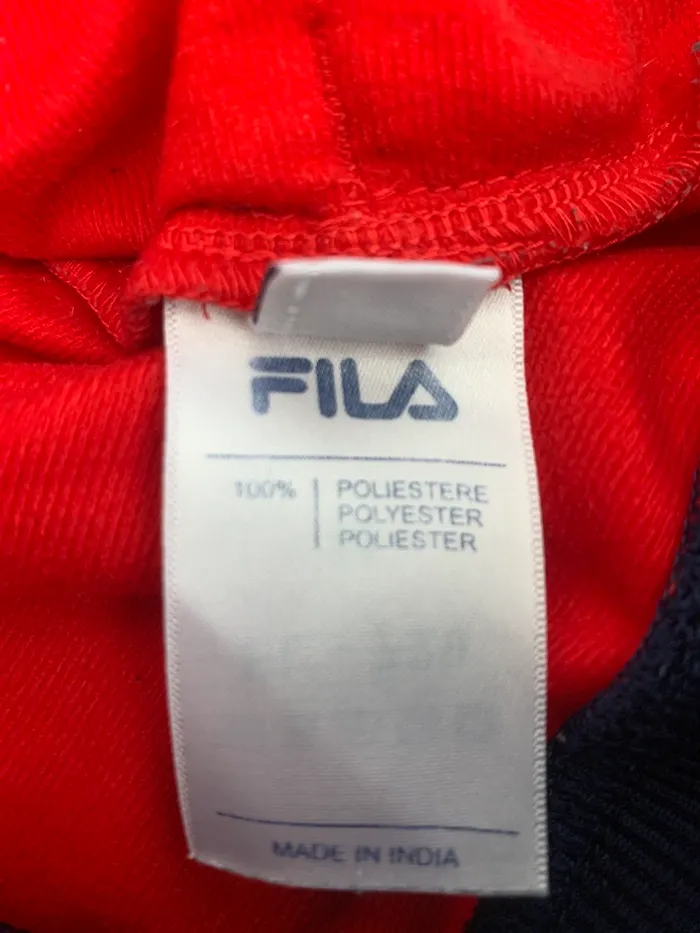 FILA
100% POLIESTERE
POLYESTER
POLIESTER
MADE IN INDIA